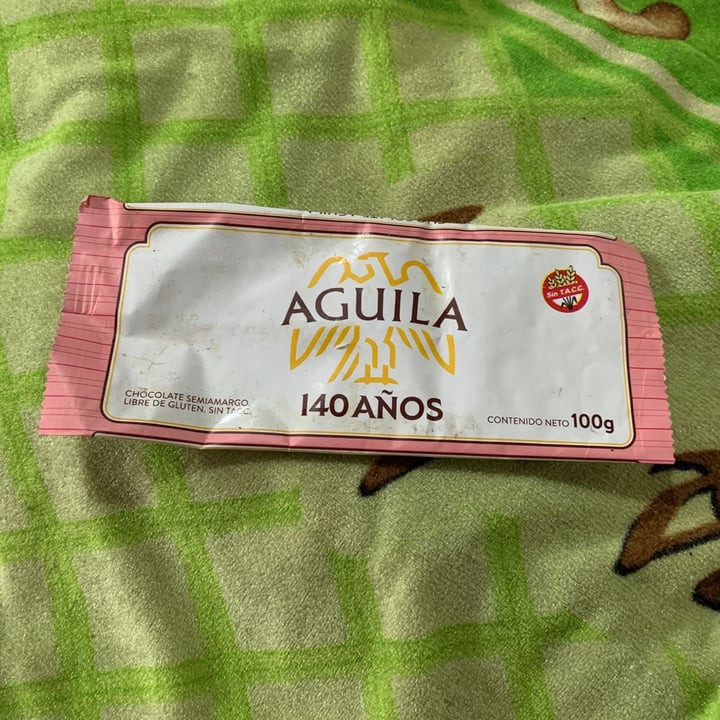 AGUILA
Sin T.A.C.C.
140 AÑOS
CHOCOLATE SEMIAMARGO.
LIBRE DE GLUTEN. SIN TACC.
CONTENIDO NETO 100g